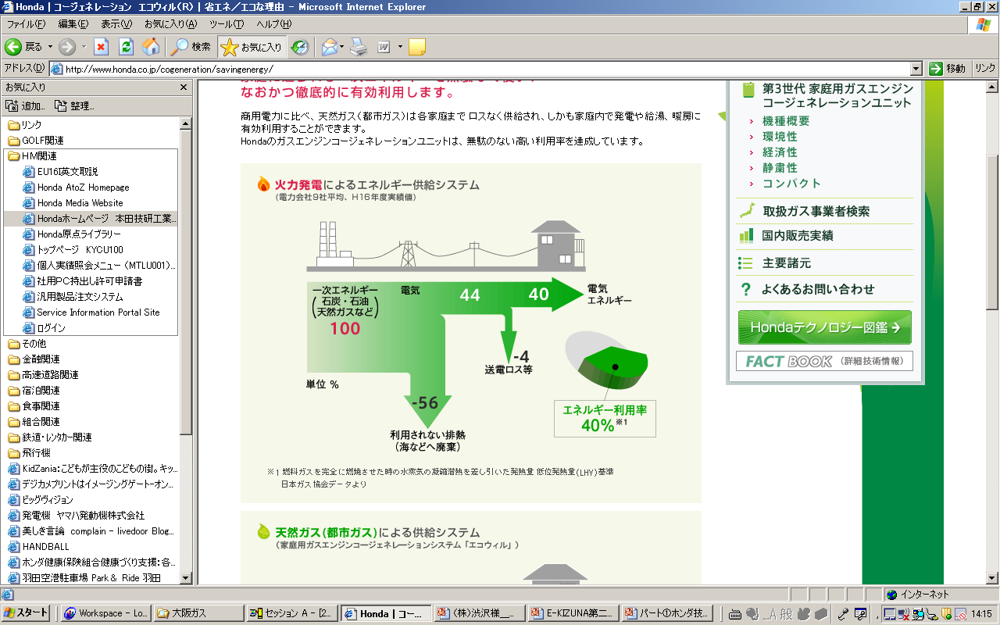 Honda | コージェネレーション エコウィル(R) | 省エネ／エコな理由 - Microsoft Internet Explorer
ファイル(F) 編集(E) 表示(V) お気に入り(A) ツール(T) ヘルプ(H)
戻る 検索 お気に入り
アドレス(D) http://www.honda.co.jp/cogeneration/savingenergy/ 移動 リンク
お気に入り
追加... 整理...
リンク
GOLF関連
HM関連
EU16I英文取説
Honda AtoZ Homepage
Honda Media Website
Hondaホームページ 本田技研工業...
Honda原点ライブラリー
トップページ KYCU100
個人実績照会メニュー (MTLU001)...
社用PC持出し許可申請書
汎用製品注文システム
Service Information Portal Site
ログイン
その他
金融関連
高速道路関連
宿泊関連
食事関連
組合関連
鉄道・レンタカー関連
飛行機
KidZania:こどもが主役のこどもの街。キッ...
デジカメプリントはイメージングゲートーオン...
ビッグヴィジョン
発電機 ヤマハ発動機株式会社
美しき言論 complain - livedoor Blog...
HANDBALL
ホンダ健康保険組合健康づくり支援:各...
羽田空港駐車場 Park & Ride 羽田
なおかつ徹底的に有効利用します。
商用電力に比べ、天然ガス（都市ガス）は各家庭まで ロスなく供給され、しかも家庭内で発電や給湯、暖房に
有効利用することができます。
Hondaのガスエンジンコージェネレーションユニットは、無駄のない高い利用率を達成しています。
火力発電によるエネルギー供給システム
（電力会社9社平均、H16年度実績値）
一次エネルギー
（石炭・石油
天然ガスなど）
100
電気
44
40
電気
エネルギー
-4
送電ロス等
単位 %
-56
利用されない排熱
（海などへ廃棄）
エネルギー利用率
40%※1
※1 燃料ガスを完全に燃焼させた時の水蒸気の凝縮潜熱を差し引いた発熱量 低位発熱量(LHV)基準
日本ガス協会データより
天然ガス(都市ガス)による供給システム
（家庭用ガスエンジンコージェネレーションシステム「エコウィル」）
第3世代 家庭用ガスエンジン
コージェネレーションユニット
機種概要
環境性
経済性
静粛性
コンパクト
取扱ガス事業者検索
国内販売実績
主要諸元
よくあるお問い合わせ
Hondaテクノロジー図鑑
FACT BOOK （詳細技術情報）
インターネット
スタート Workspace - Lo... 大阪ガス セッション A - [2... Honda | コー... (株)渋沢様__... E-KIZUNA第二... パート①ホンダ技... A 般 14:15